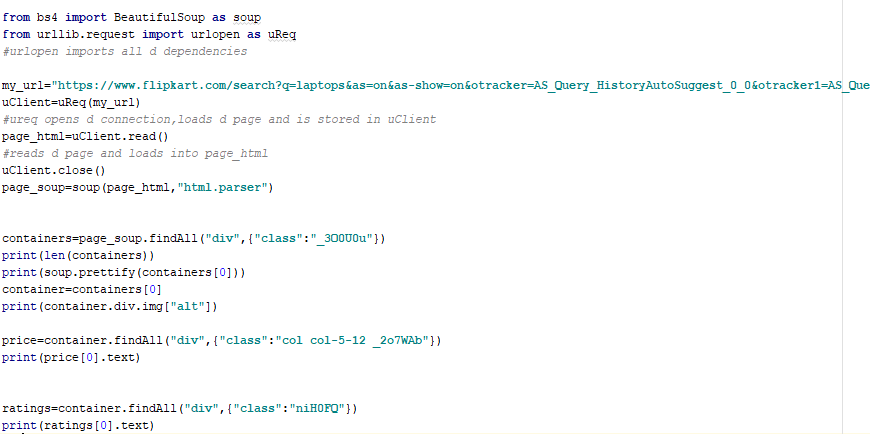 from bs4 import BeautifulSoup as soup
from urllib.request import urlopen as uReq
#urlopen imports all d dependencies
my_url="https://www.flipkart.com/search?q=laptops&as=on&as-show=on&otracker=AS_Query_HistoryAutoSuggest_0_0&otracker1=AS_Que
uClient=uReq(my_url)
#ureq opens d connection,loads d page and is stored in uClient
page_html=uClient.read()
#reads d page and loads into page_html
uClient.close()
page_soup=soup(page_html,"html.parser")
containers=page_soup.findAll("div",{"class":"_3O0U0u"})
print(len(containers))
print(soup.prettify(containers[0]))
container=containers[0]
print(container.div.img["alt"])
price=container.findAll("div",{"class":"col col-5-12 _2o7WAb"})
print(price[0].text)
ratings=container.findAll("div",{"class":"niH0FQ"})
print(ratings[0].text)